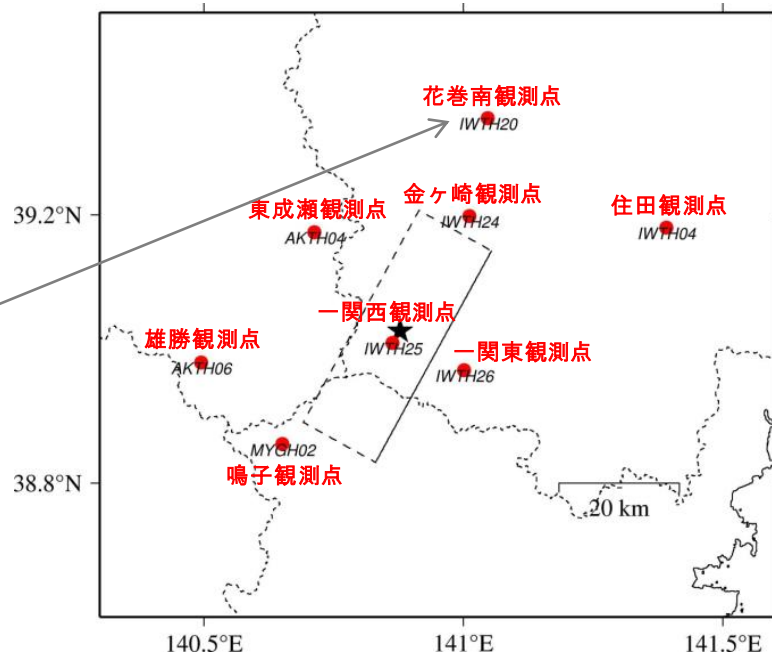 花巻南観測点
IWTH20
金ヶ崎観測点
IWTH24
住田観測点
IWTH04
39.2°N
東成瀬観測点
AKTH04
一関西観測点
IWTH25
雄勝観測点
AKTH06
一関東観測点
IWTH26
MYGH02
鳴子観測点
38.8°N
20 km
140.5°E
141°E
141.5°E